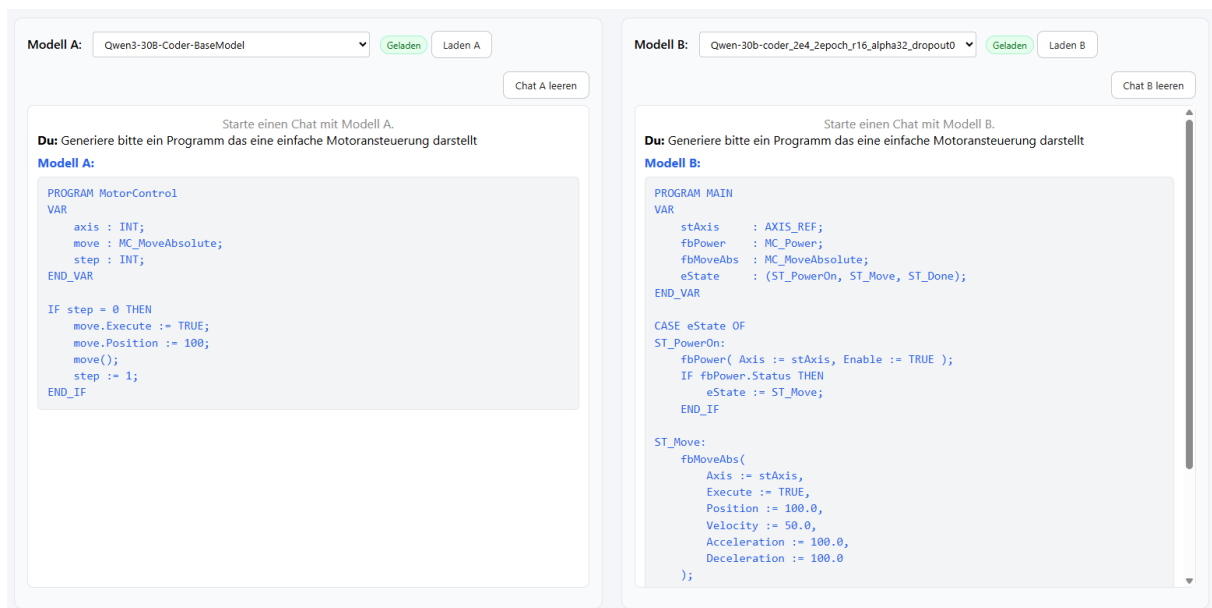 Modell A: Qwen3-30B-Coder-BaseModel Geladen Laden A
Chat A leeren
Starte einen Chat mit Modell A.
Du: Generiere bitte ein Programm das eine einfache Motoransteuerung darstellt
Modell A:
PROGRAM MotorControl
VAR
    axis : INT;
    move : MC_MoveAbsolute;
    step : INT;
END_VAR

IF step = 0 THEN
    move.Execute := TRUE;
    move.Position := 100;
    move();
    step := 1;
END_IF
Modell B: Qwen-30b-coder_2e4_2epoch_r16_alpha32_dropout0 Geladen Laden B
Chat B leeren
Starte einen Chat mit Modell B.
Du: Generiere bitte ein Programm das eine einfache Motoransteuerung darstellt
Modell B:
PROGRAM MAIN
VAR
    stAxis     : AXIS_REF;
    fbPower    : MC_Power;
    fbMoveAbs  : MC_MoveAbsolute;
    eState     : (ST_PowerOn, ST_Move, ST_Done);
END_VAR

CASE eState OF
ST_PowerOn:
    fbPower( Axis := stAxis, Enable := TRUE );
    IF fbPower.Status THEN
        eState := ST_Move;
    END_IF

ST_Move:
    fbMoveAbs(
        Axis := stAxis,
        Execute := TRUE,
        Position := 100.0,
        Velocity := 50.0,
        Acceleration := 100.0,
        Deceleration := 100.0
    );